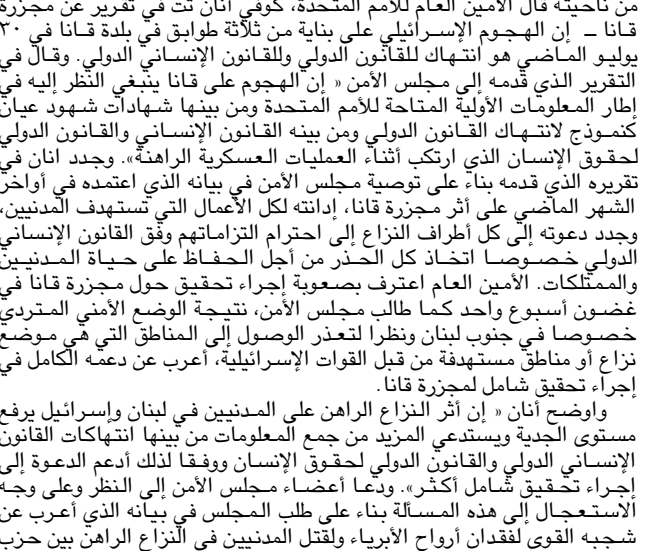 من ناحيته قال الأمين العام للأمم المتحدة، كوفي أنان تت في تقرير عن مجزرة
قانا – إن الهجوم الإسرائيلي على بناية من ثلاثة طوابق في بلدة قانا في ٣٠
يوليو الماضي هو انتهاك للقانون الدولي وللقانون الإنساني الدولي. وقال في
التقرير الذي قدمه إلى مجلس الأمن « إن الهجوم على قانا ينبغي النظر إليه في
إطار المعلومات الأولية المتاحة للأمم المتحدة ومن بينها شهادات شهود عيان
كنموذج لانتهاك القانون الدولي ومن بينه القانون الإنساني والقانون الدولي
لحقوق الإنسان الذي ارتكب أثناء العمليات العسكرية الراهنة». وجدد انان في
تقريره الذي قدمه بناء على توصية مجلس الأمن في بيانه الذي اعتمده في أواخر
الشهر الماضي على أثر مجزرة قانا، إدانته لكل الأعمال التي تستهدف المدنيين،
وجدد دعوته إلى كل أطراف النزاع إلى احترام التزاماتهم وفق القانون الإنساني
الدولي خصوصا اتخاذ كل الحذر من أجل الحفاظ على حياة المدنيين
والممتلكات. الأمين العام اعترف بصعوبة إجراء تحقيق حول مجزرة قانا في
غضون أسبوع واحد كما طالب مجلس الأمن، نتيجة الوضع الأمني المتردي
خصوصا في جنوب لبنان ونظرا لتعذر الوصول إلى المناطق التي هي موضع
نزاع أو مناطق مستهدفة من قبل القوات الإسرائيلية، أعرب عن دعمه الكامل في
إجراء تحقيق شامل لمجزرة قانا.
واوضح أنان « إن أثر النزاع الراهن على المدنيين في لبنان وإسرائيل يرفع
مستوى الجدية ويستدعي المزيد من جمع المعلومات من بينها انتهاكات القانون
الإنساني الدولي والقانون الدولي لحقوق الإنسان ووفقا لذلك أدعم الدعوة إلى
إجراء تحقيق شامل أكثر». ودعا أعضاء مجلس الأمن إلى النظر وعلى وجه
الاستعجال إلى هذه المسألة بناء على طلب المجلس في بيانه الذي أعرب عن
شجبه القوي لفقدان أرواح الأبرياء ولقتل المدنيين في النزاع الراهن بين حزب